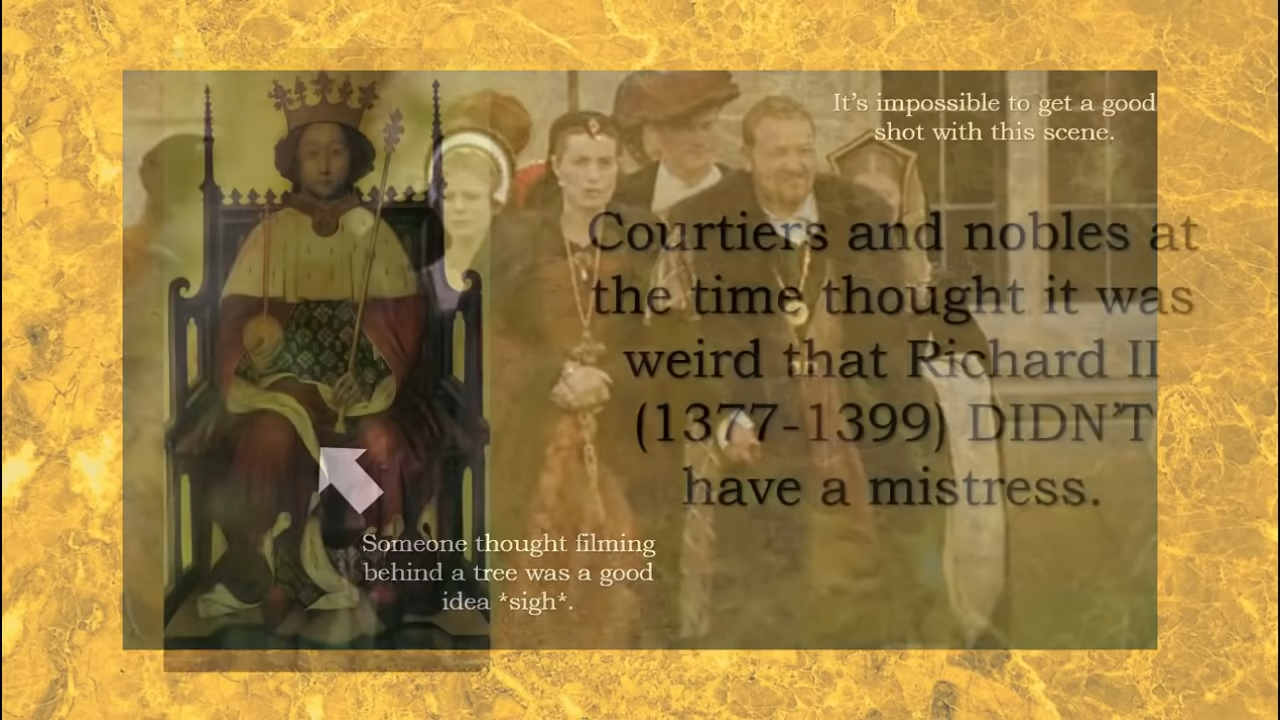 It's impossible to get a good
shot with this scene.
Courtiers and nobles at
the time thought it was
weird that Richard II
(1377-1399) DIDN'T
have a mistress.
Someone thought filming
behind a tree was a good
idea *sigh*.